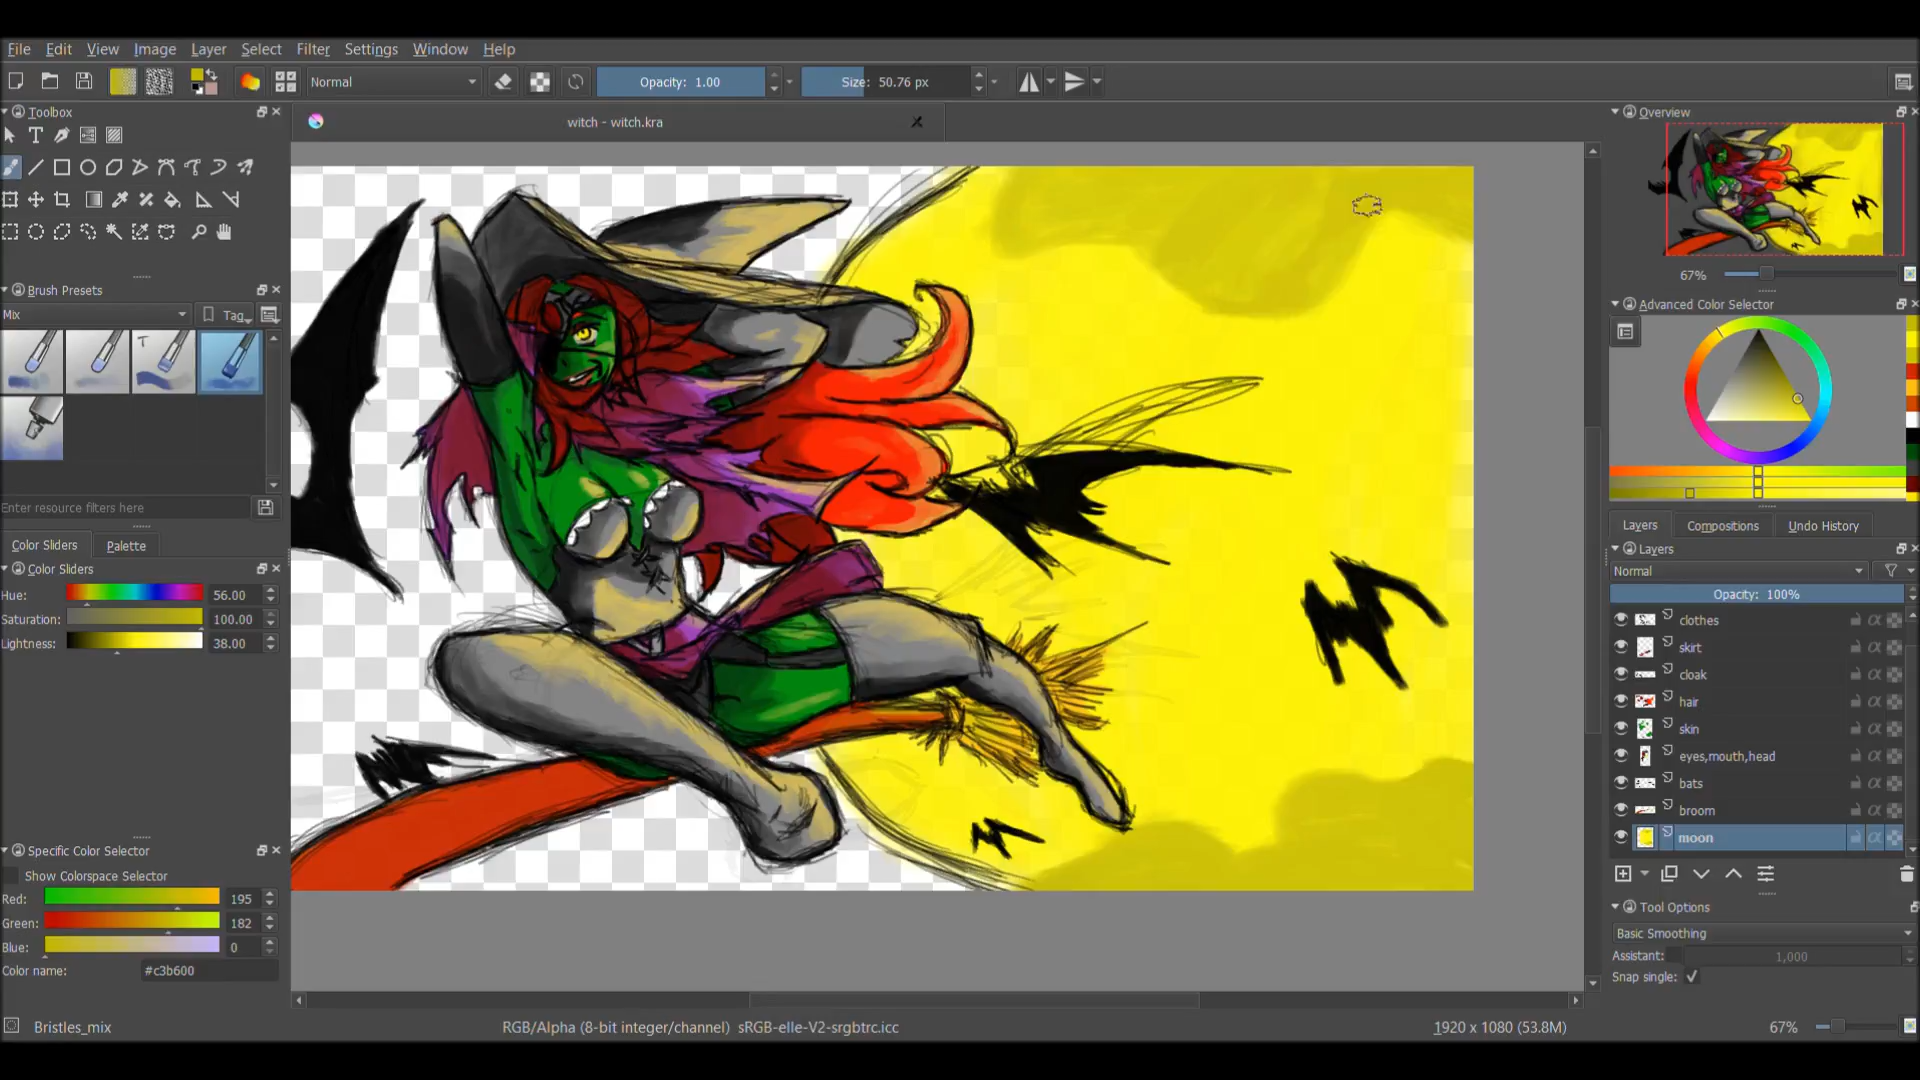 File Edit View Image Layer Select Filter Settings Window Help
Normal Opacity: 1.00 Size: 50.76 px
Toolbox
witch - witch.kra
Overview
T
67%
Brush Presets
Mix Tag
Advanced Color Selector
T
Enter resource filters here
Color Sliders Palette
Color Sliders
Hue: 56.00
Saturation: 100.00
Lightness: 38.00
Layers Compositions Undo History
Layers
Normal
Opacity: 100%
clothes
skirt
cloak
hair
skin
eyes,mouth,head
bats
broom
moon
Specific Color Selector
Show Colorspace Selector
Red: 195
Green: 182
Blue: 0
Color name: #c3b600
Tool Options
Basic Smoothing
Assistant: 1,000
Snap single:
Bristles_mix
RGB/Alpha (8-bit integer/channel) sRGB-elle-V2-srgbtrc.icc
1920 x 1080 (53.8M)
67%